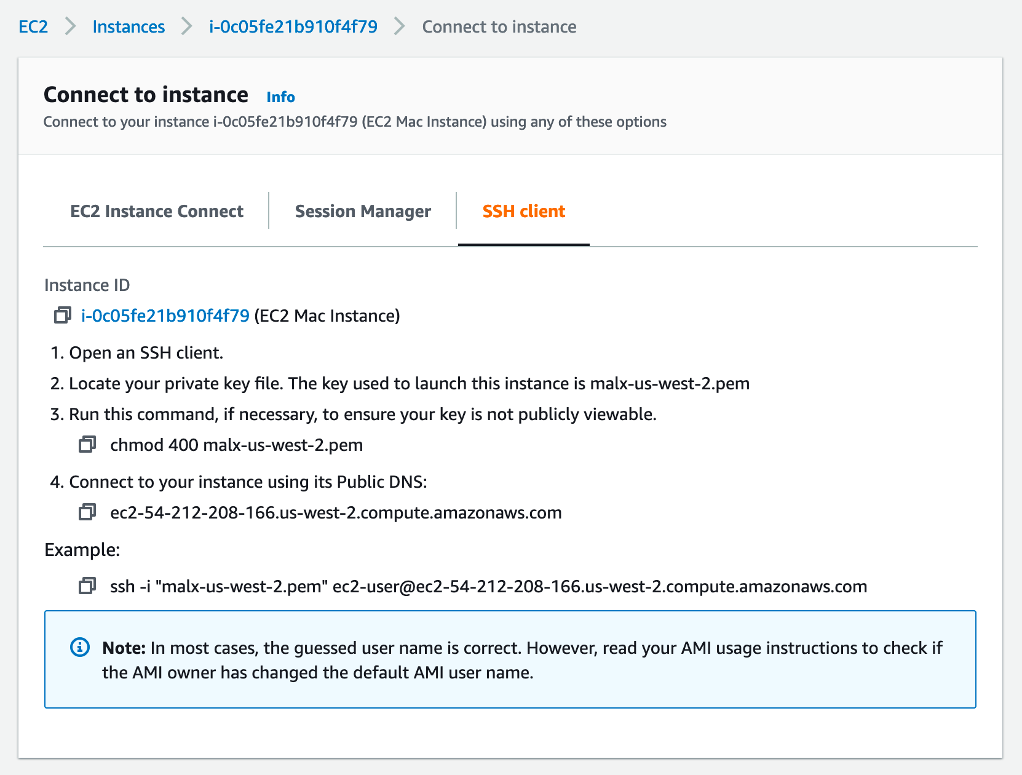 EC2 Instances i-0c05fe21b910f4f79 Connect to instance
Connect to instance Info
Connect to your instance i-0c05fe21b910f4f79 (EC2 Mac Instance) using any of these options
EC2 Instance Connect Session Manager SSH client
Instance ID
i-0c05fe21b910f4f79 (EC2 Mac Instance)
1. Open an SSH client.
2. Locate your private key file. The key used to launch this instance is malx-us-west-2.pem
3. Run this command, if necessary, to ensure your key is not publicly viewable.
chmod 400 malx-us-west-2.pem
4. Connect to your instance using its Public DNS:
ec2-54-212-208-166.us-west-2.compute.amazonaws.com
Example:
ssh -i "malx-us-west-2.pem" ec2-user@ec2-54-212-208-166.us-west-2.compute.amazonaws.com
Note: In most cases, the guessed user name is correct. However, read your AMI usage instructions to check if
the AMI owner has changed the default AMI user name.